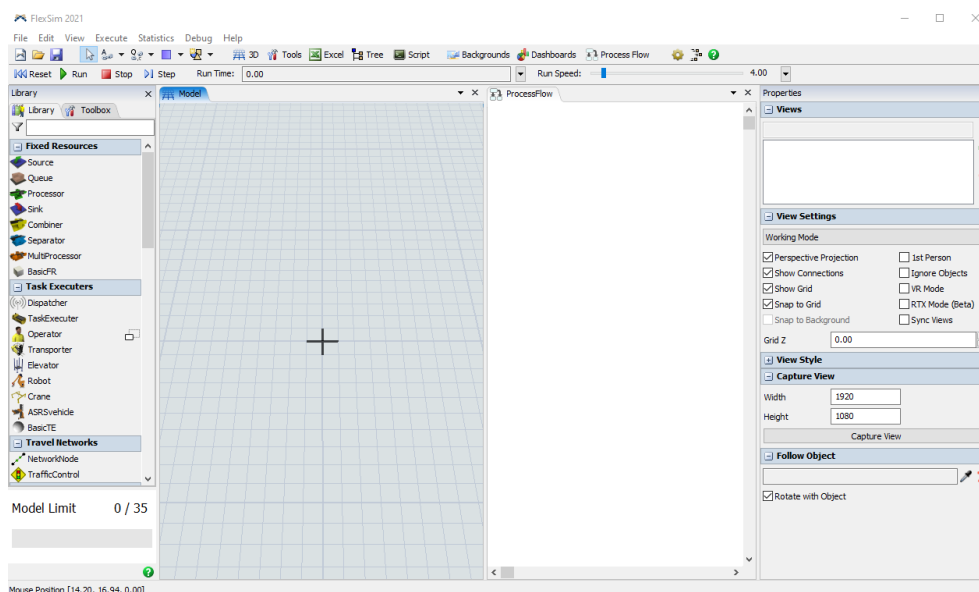 FlexSim 2021
File Edit View Execute Statistics Debug Help
3D Tools Excel Tree Script Backgrounds Dashboards Process Flow
Reset Run Stop Step Run Time: 0.00 Run Speed: 4.00
Library
Library Toolbox
Fixed Resources
Source
Queue
Processor
Sink
Combiner
Separator
MultiProcessor
BasicFR
Task Executers
Dispatcher
TaskExecuter
Operator
Transporter
Elevator
Robot
Crane
ASRSvehicle
BasicTE
Travel Networks
NetworkNode
TrafficControl
Model Limit 0 / 35
Mouse Position [14.20, 16.94, 0.00]
Model
ProcessFlow
Properties
Views
View Settings
Working Mode
Perspective Projection 1st Person
Show Connections Ignore Objects
Show Grid VR Mode
Snap to Grid RTX Mode (Beta)
Snap to Background Sync Views
Grid Z 0.00
View Style
Capture View
Width 1920
Height 1080
Capture View
Follow Object
Rotate with Object